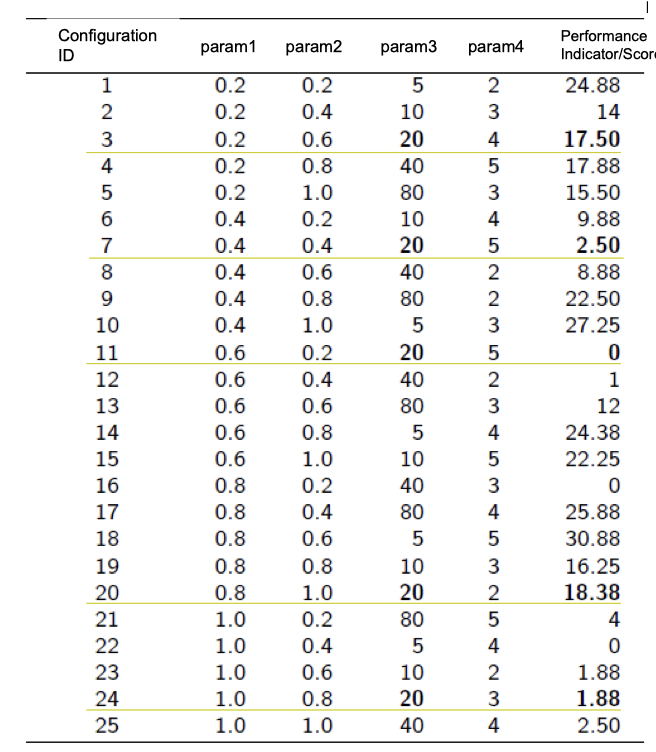 Configuration ID param1 param2 param3 param4 Performance Indicator/Score
1 0.2 0.2 5 2 24.88
2 0.2 0.4 10 3 14
3 0.2 0.6 20 4 17.50
4 0.2 0.8 40 5 17.88
5 0.2 1.0 80 3 15.50
6 0.4 0.2 10 4 9.88
7 0.4 0.4 20 5 2.50
8 0.4 0.6 40 2 8.88
9 0.4 0.8 80 2 22.50
10 0.4 1.0 5 3 27.25
11 0.6 0.2 20 5 0
12 0.6 0.4 40 2 1
13 0.6 0.6 80 3 12
14 0.6 0.8 5 4 24.38
15 0.6 1.0 10 5 22.25
16 0.8 0.2 40 3 0
17 0.8 0.4 80 4 25.88
18 0.8 0.6 5 5 30.88
19 0.8 0.8 10 3 16.25
20 0.8 1.0 20 2 18.38
21 1.0 0.2 80 5 4
22 1.0 0.4 5 4 0
23 1.0 0.6 10 2 1.88
24 1.0 0.8 20 3 1.88
25 1.0 1.0 40 4 2.50